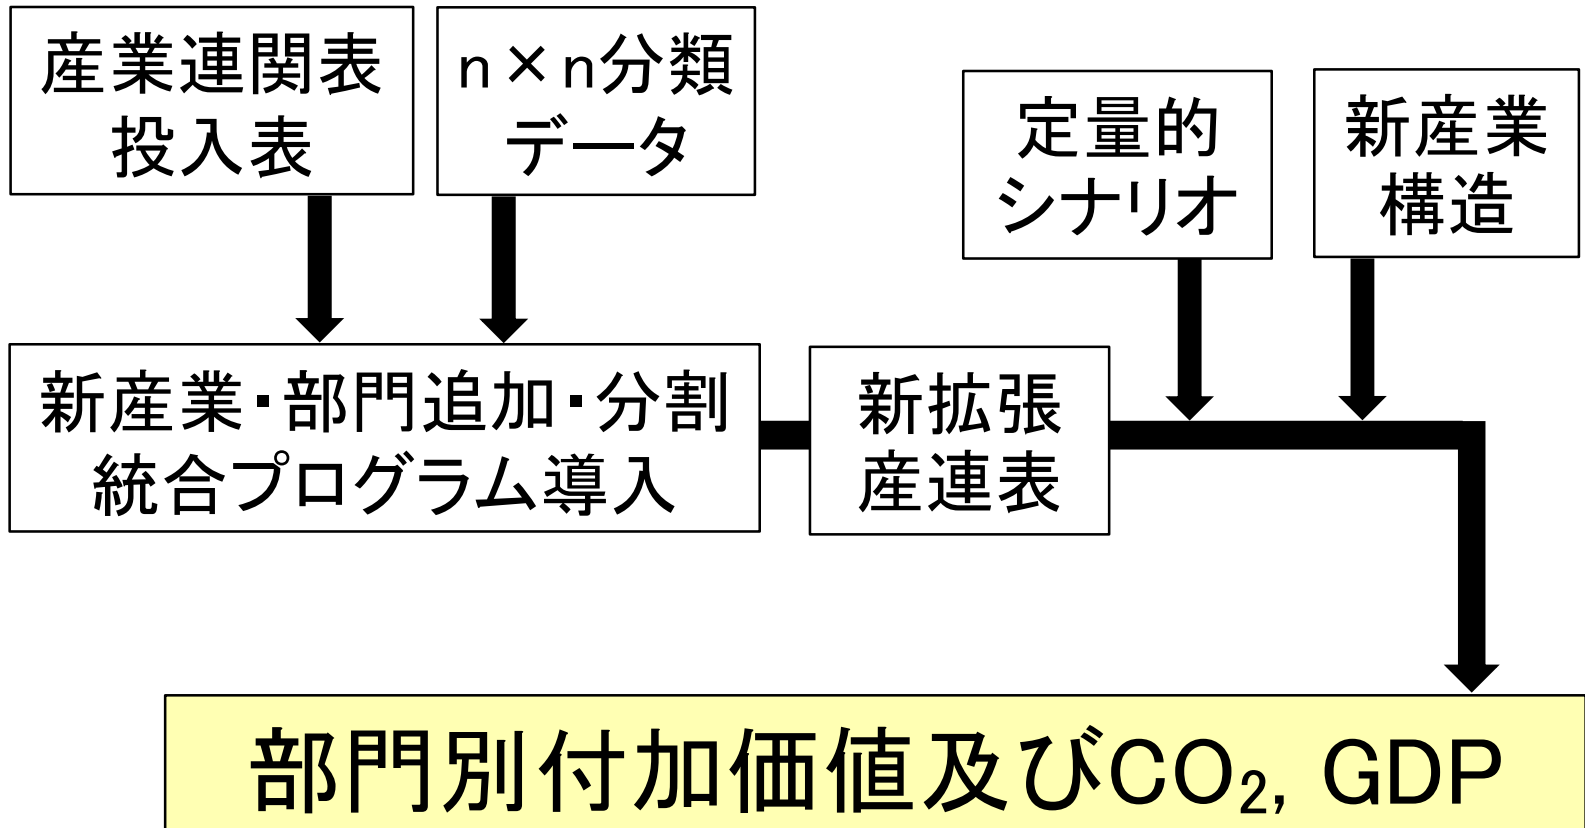 産業連関表
投入表
n×n分類
データ
定量的
シナリオ
新産業
構造
新産業・部門追加・分割
統合プログラム導入
新拡張
産連表
部門別付加価値及びCO₂, GDP